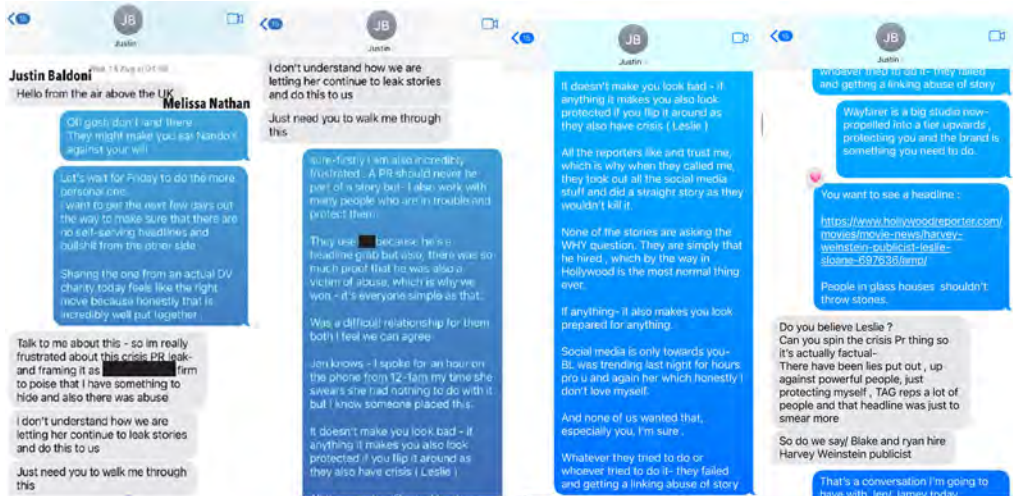 JB
Justin
Justin Baldoni
Hello from the air above the UK
Melissa Nathan
Oh gosh don't land there
They might make you eat Nando's
against your will
Let's wait for Friday to do the more
personal one.
I want to get the next few days out
the way to make sure that there are
no self-serving headlines and
bullshit from the other side
Sharing the one from an actual DV
charity today feels like the right
move because honestly that is
incredibly well put together
Talk to me about this - so im really
frustrated about this crisis PR leak-
and framing it as firm
to poise that I have something to
hide and also there was abuse
I don't understand how we are
letting her continue to leak stories
and do this to us
Just need you to walk me through
this
JB
Justin
I don't understand how we are
letting her continue to leak stories
and do this to us
Just need you to walk me through
this
sure-firstly I am also incredibly
frustrated. A PR should never be
part of a story but- I also work with
many people who are in trouble and
protect them.
They use because he's a
headline grab but also, there was so
much proof that he was also a
victim of abuse, which is why we
won - it's everyone simple as that.
Was a difficult relationship for them
both I feel we can agree
Jen knows - I spoke for an hour on
the phone from 12-1am my time she
swears she had nothing to do with it
but I know someone placed this.
It doesn't make you look bad - if
anything it makes you also look
protected if you flip it around as
they also have crisis ( Leslie )
JB
Justin
It doesn't make you look bad - if
anything it makes you also look
protected if you flip it around as
they also have crisis ( Leslie )
All the reporters like and trust me,
which is why when they called me,
they took out all the social media
stuff and did a straight story as they
wouldn't kill it.
None of the stories are asking the
WHY question. They are simply that
he hired , which by the way in
Hollywood is the most normal thing
ever.
If anything- it also makes you look
prepared for anything.
Social media is only towards you-
BL was trending last night for hours
pro u and again her which honestly I
don't love myself.
And none of us wanted that,
especially you, I'm sure .
Whatever they tried to do or
whoever tried to do it- they failed
and getting a linking abuse of story
JB
Justin
whoever tried to do it- they failed
and getting a linking abuse of story
Wayfarer is a big studio now-
propelled into a tier upwards ,
protecting you and the brand is
something you need to do.
You want to see a headline :
https://www.hollywoodreporter.com/
movies/movie-news/harvey-
weinstein-publicist-leslie-
sloane-697636/amp/
People in glass houses shouldn't
throw stones.
Do you believe Leslie ?
Can you spin the crisis Pr thing so
it's actually factual-
There have been lies put out , up
against powerful people, just
protecting myself , TAG reps a lot of
people and that headline was just to
smear more
So do we say/ Blake and ryan hire
Harvey Weinstein publicist
That's a conversation I'm going to
have with Jen/ Jamey today